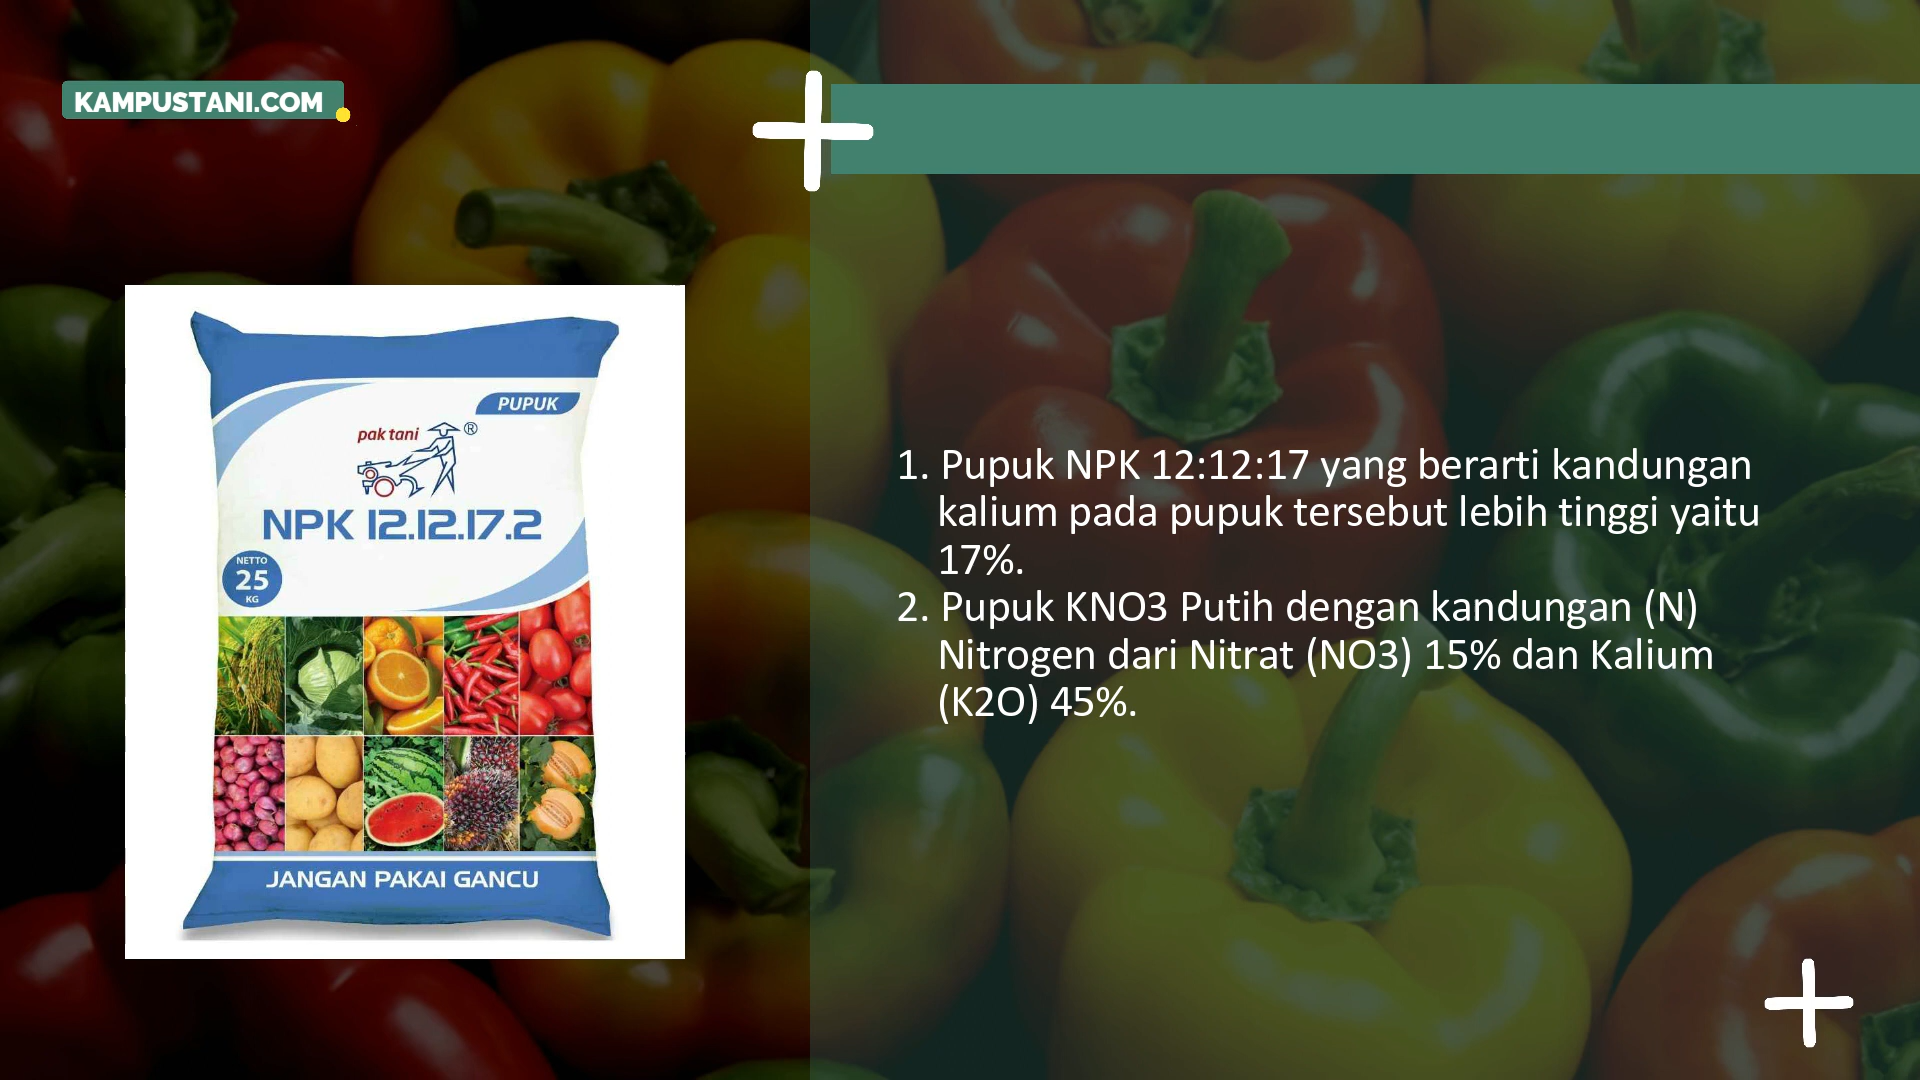 KAMPUSTANI.COM
PUPUK
pak tani ®
NPK 12.12.17.2
NETTO
25
KG
JANGAN PAKAI GANCU
1. Pupuk NPK 12:12:17 yang berarti kandungan
kalium pada pupuk tersebut lebih tinggi yaitu
17%.
2. Pupuk KNO3 Putih dengan kandungan (N)
Nitrogen dari Nitrat (NO3) 15% dan Kalium
(K2O) 45%.